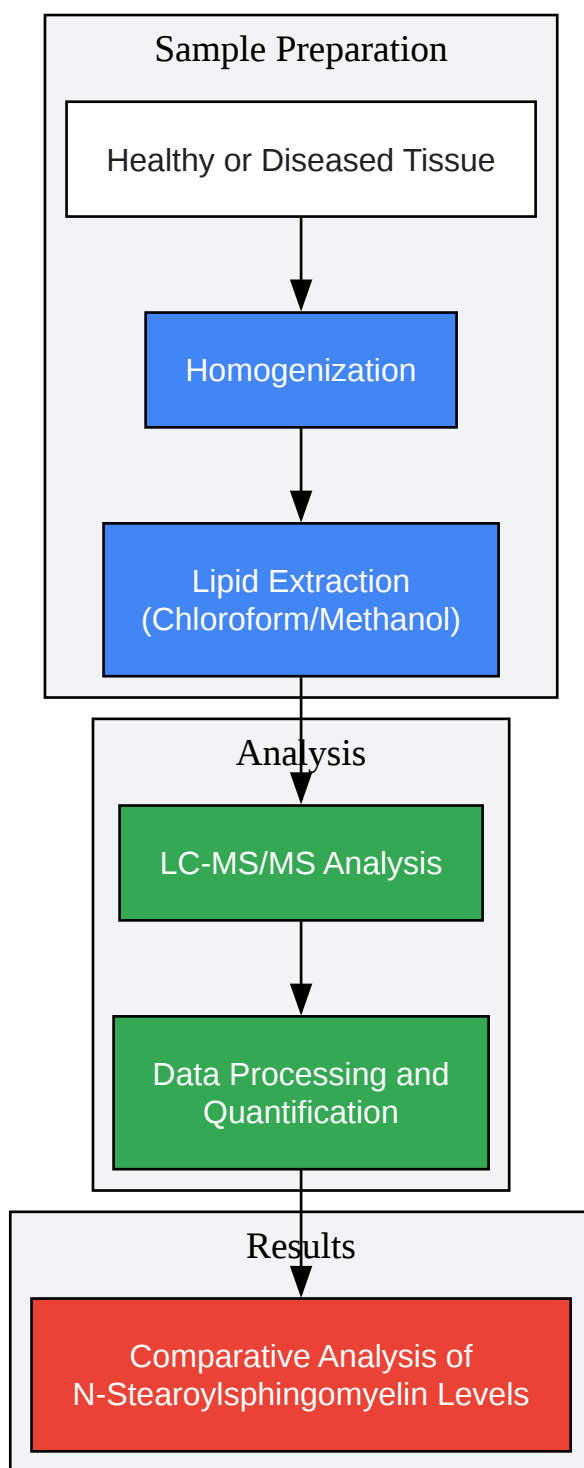 Sample Preparation
Healthy or Diseased Tissue
Homogenization
Lipid Extraction
(Chloroform/Methanol)
Analysis
LC-MS/MS Analysis
Data Processing and
Quantification
Results
Comparative Analysis of
N-Stearoylsphingomyelin Levels